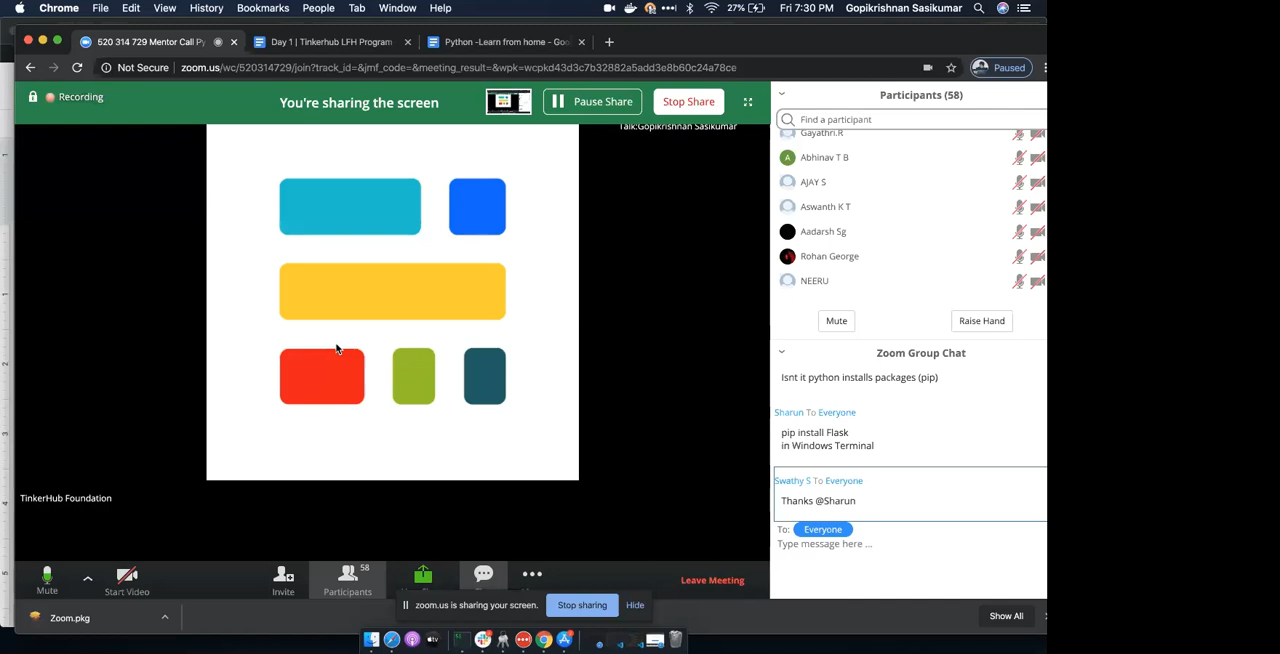 Chrome File Edit View History Bookmarks People Tab Window Help 27% Fri 7:30 PM Gopikrishnan Sasikumar
520 314 729 Mentor Call Py Day 1 | Tinkerhub LFH Program Python -Learn from home - Goo
Not Secure zoom.us/wc/520314729/join?track_id=&jmf_code=&meeting_result=&wpk=wcpkd43d3c7b32882a5add3e8b60c24a78ce Paused
Recording You're sharing the screen Pause Share Stop Share
Talk:Gopikrishnan Sasikumar
TinkerHub Foundation
Participants (58)
Find a participant
Gayathri.R
A Abhinav T B
AJAY S
Aswanth K T
Aadarsh Sg
Rohan George
NEERU
Mute Raise Hand
Zoom Group Chat
Isnt it python installs packages (pip)
Sharun To Everyone
pip install Flask
in Windows Terminal
Swathy S To Everyone
Thanks @Sharun
To: Everyone
Type message here ...
Mute Start Video Invite 58 Participants Leave Meeting
zoom.us is sharing your screen. Stop sharing Hide
Zoom.pkg Show All
tv